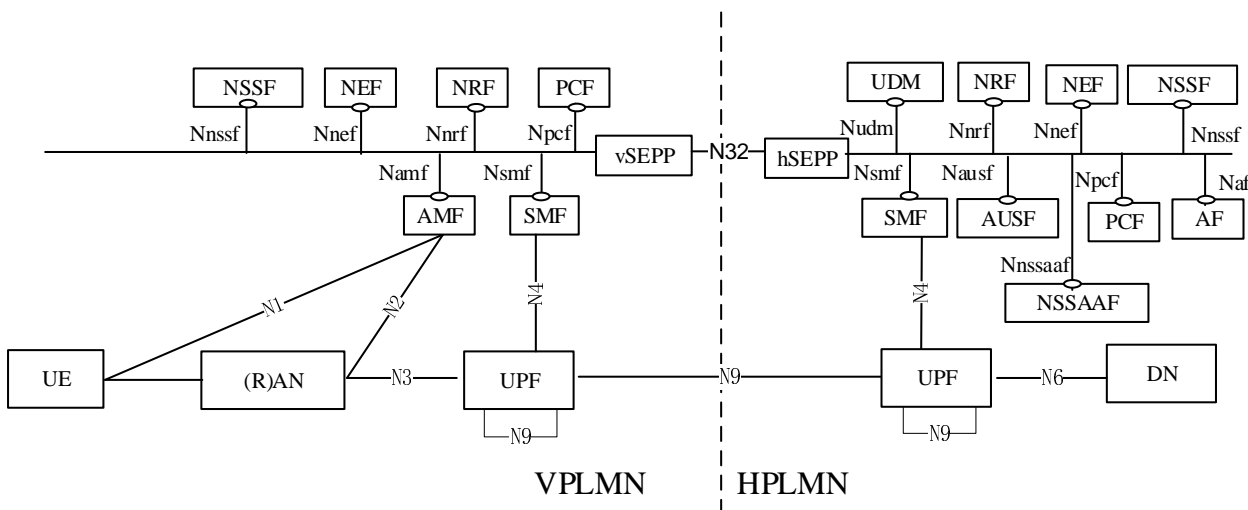 NSSF NEF NRF PCF UDM NRF NEF NSSF
Nnssf Nnef Nnrf Npcf Nudm Nnrf Nnef Nnssf
vSEPP N32 hSEPP
Namf Nsmf Nsmf Nausf Npcf Naf
AMF SMF SMF AUSF PCF AF
Nnssaaf
N1 N2 N4 N4 NSSAAF
UE (R)AN N3 UPF N9 UPF N6 DN
N9 N9
VPLMN HPLMN